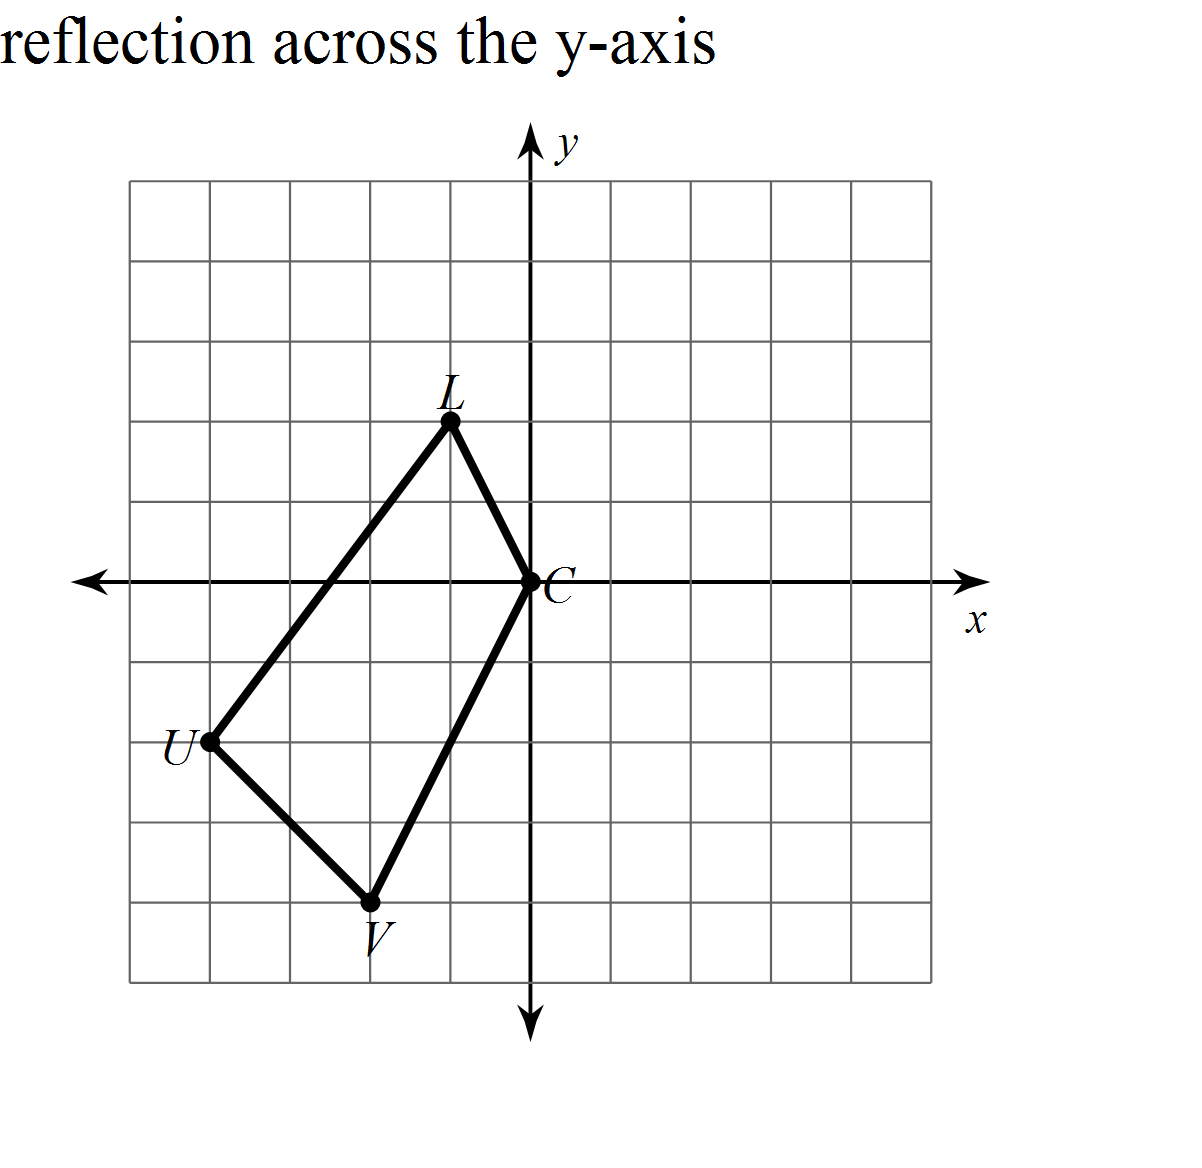 reflection across the y-axis
y
L
C
x
U
V